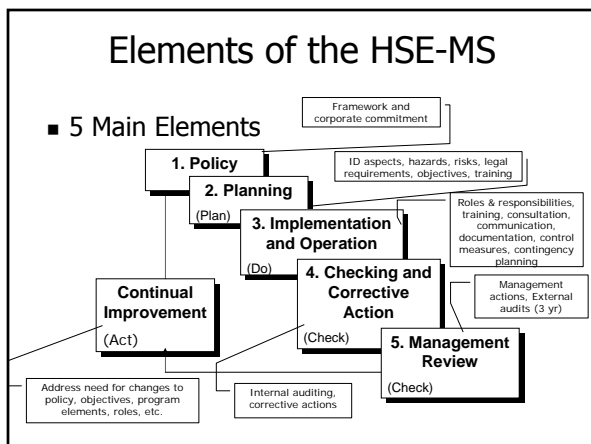 Elements of the HSE-MS
Framework and
corporate commitment
■ 5 Main Elements
1. Policy
ID aspects, hazards, risks, legal
requirements, objectives, training
2. Planning
(Plan)
Roles & responsibilities,
training, consultation,
communication,
documentation, control
measures, contingency
planning
3. Implementation
and Operation
(Do)
4. Checking and
Corrective
Action
(Check)
Continual
Improvement
(Act)
Management
actions, External
audits (3 yr)
5. Management
Review
(Check)
Address need for changes to
policy, objectives, program
elements, roles, etc.
Internal auditing,
corrective actions